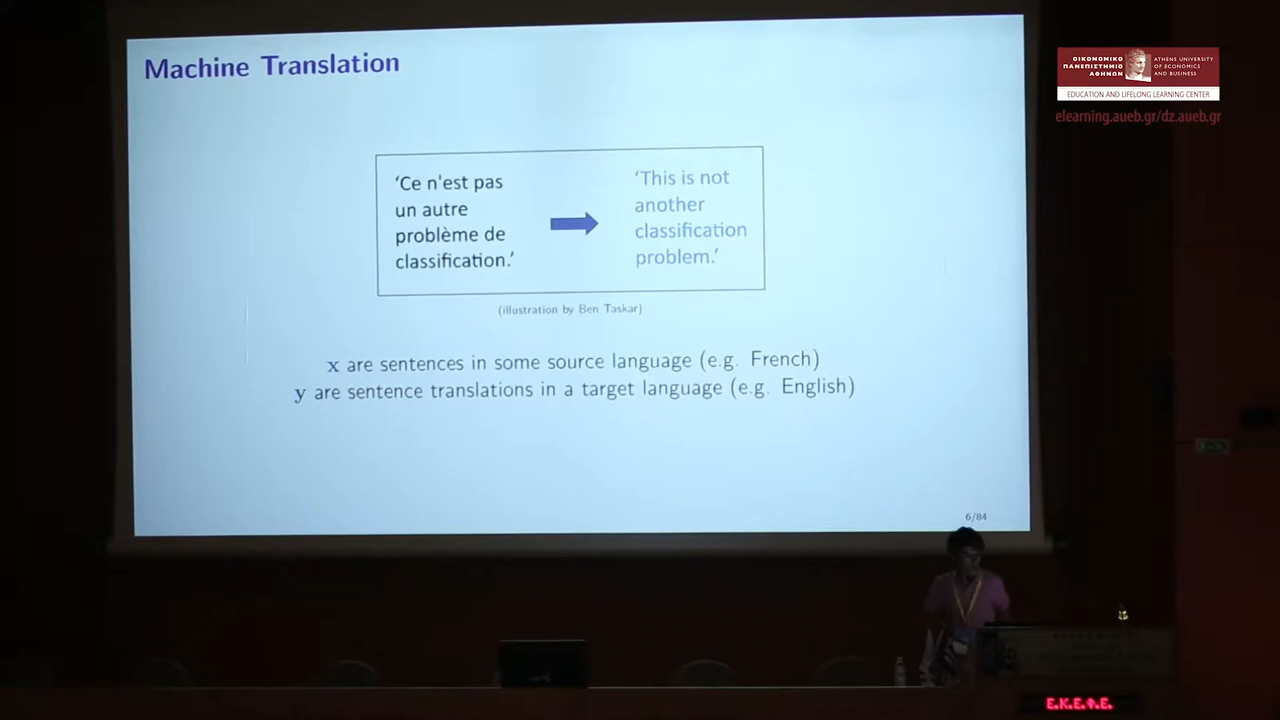 Machine Translation
‘Ce n'est pas
un autre
problème de
classification.’
‘This is not
another
classification
problem.’
(illustration by Ben Taskar)
x are sentences in some source language (e.g. French)
y are sentence translations in a target language (e.g. English)
6/84
ΟΙΚΟΝΟΜΙΚΟ
ΠΑΝΕΠΙΣΤΗΜΙΟ
ΑΘΗΝΩΝ
ATHENS UNIVERSITY
OF ECONOMICS
AND BUSINESS
EDUCATION AND LIFELONG LEARNING CENTER
elearning.aueb.gr/dz.aueb.gr
Ε.Κ.Ε.Φ.Ε.